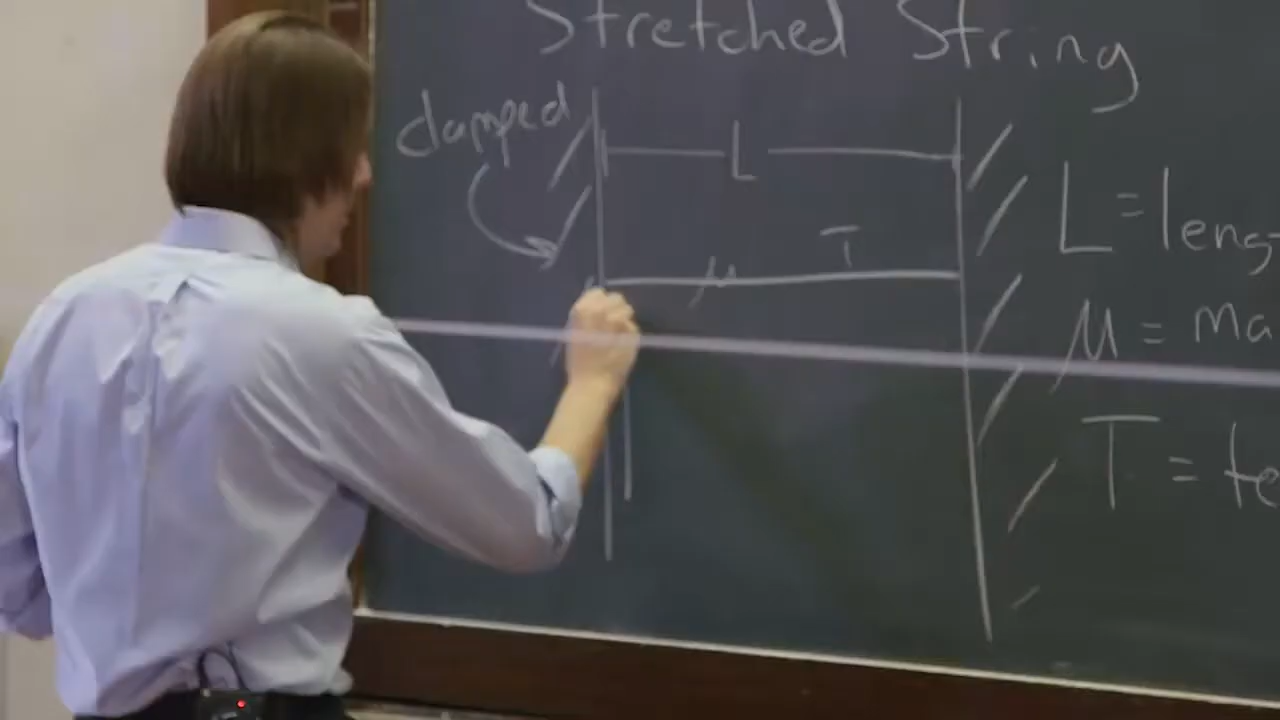 Stretched String
clamped
L
T
μ
L = leng
μ = ma
T = te